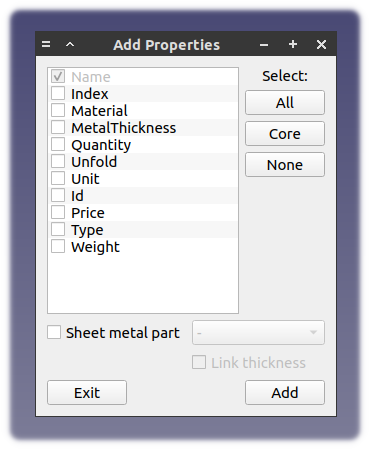 Add Properties
Name
Index
Material
MetalThickness
Quantity
Unfold
Unit
Id
Price
Type
Weight
Select:
All
Core
None
Sheet metal part -
Link thickness
Exit Add